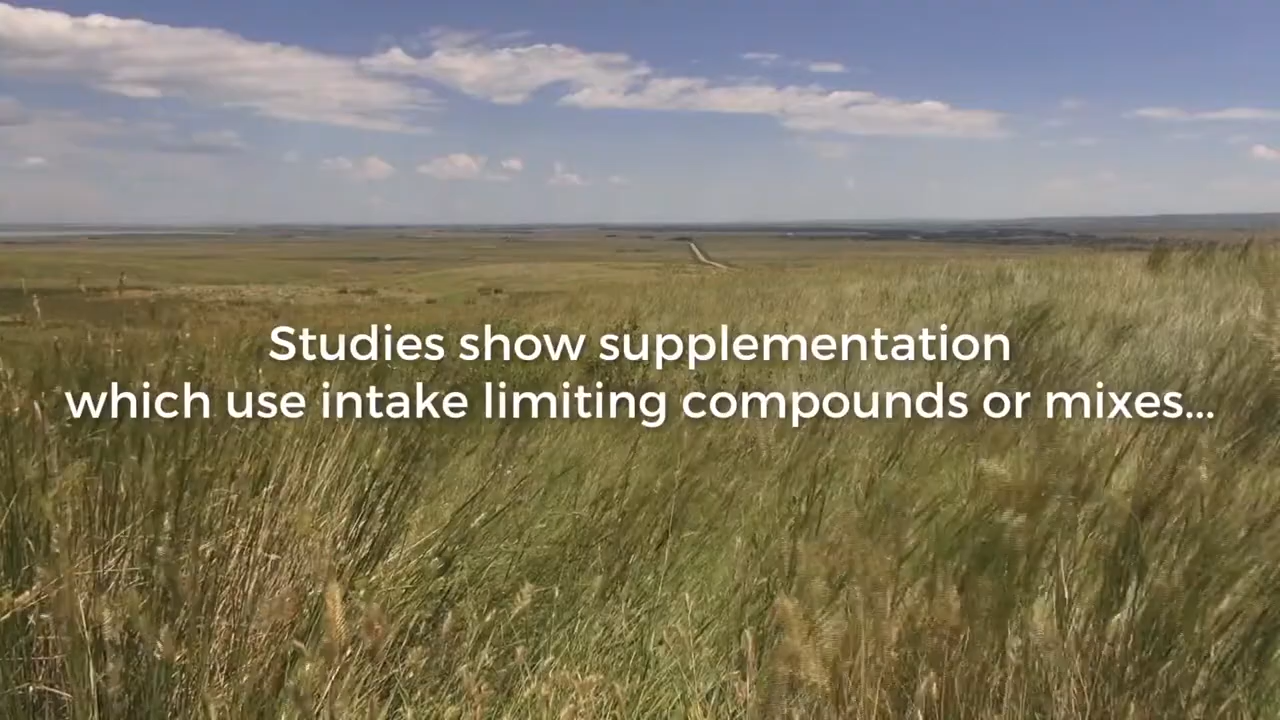 Studies show supplementation
which use intake limiting compounds or mixes...